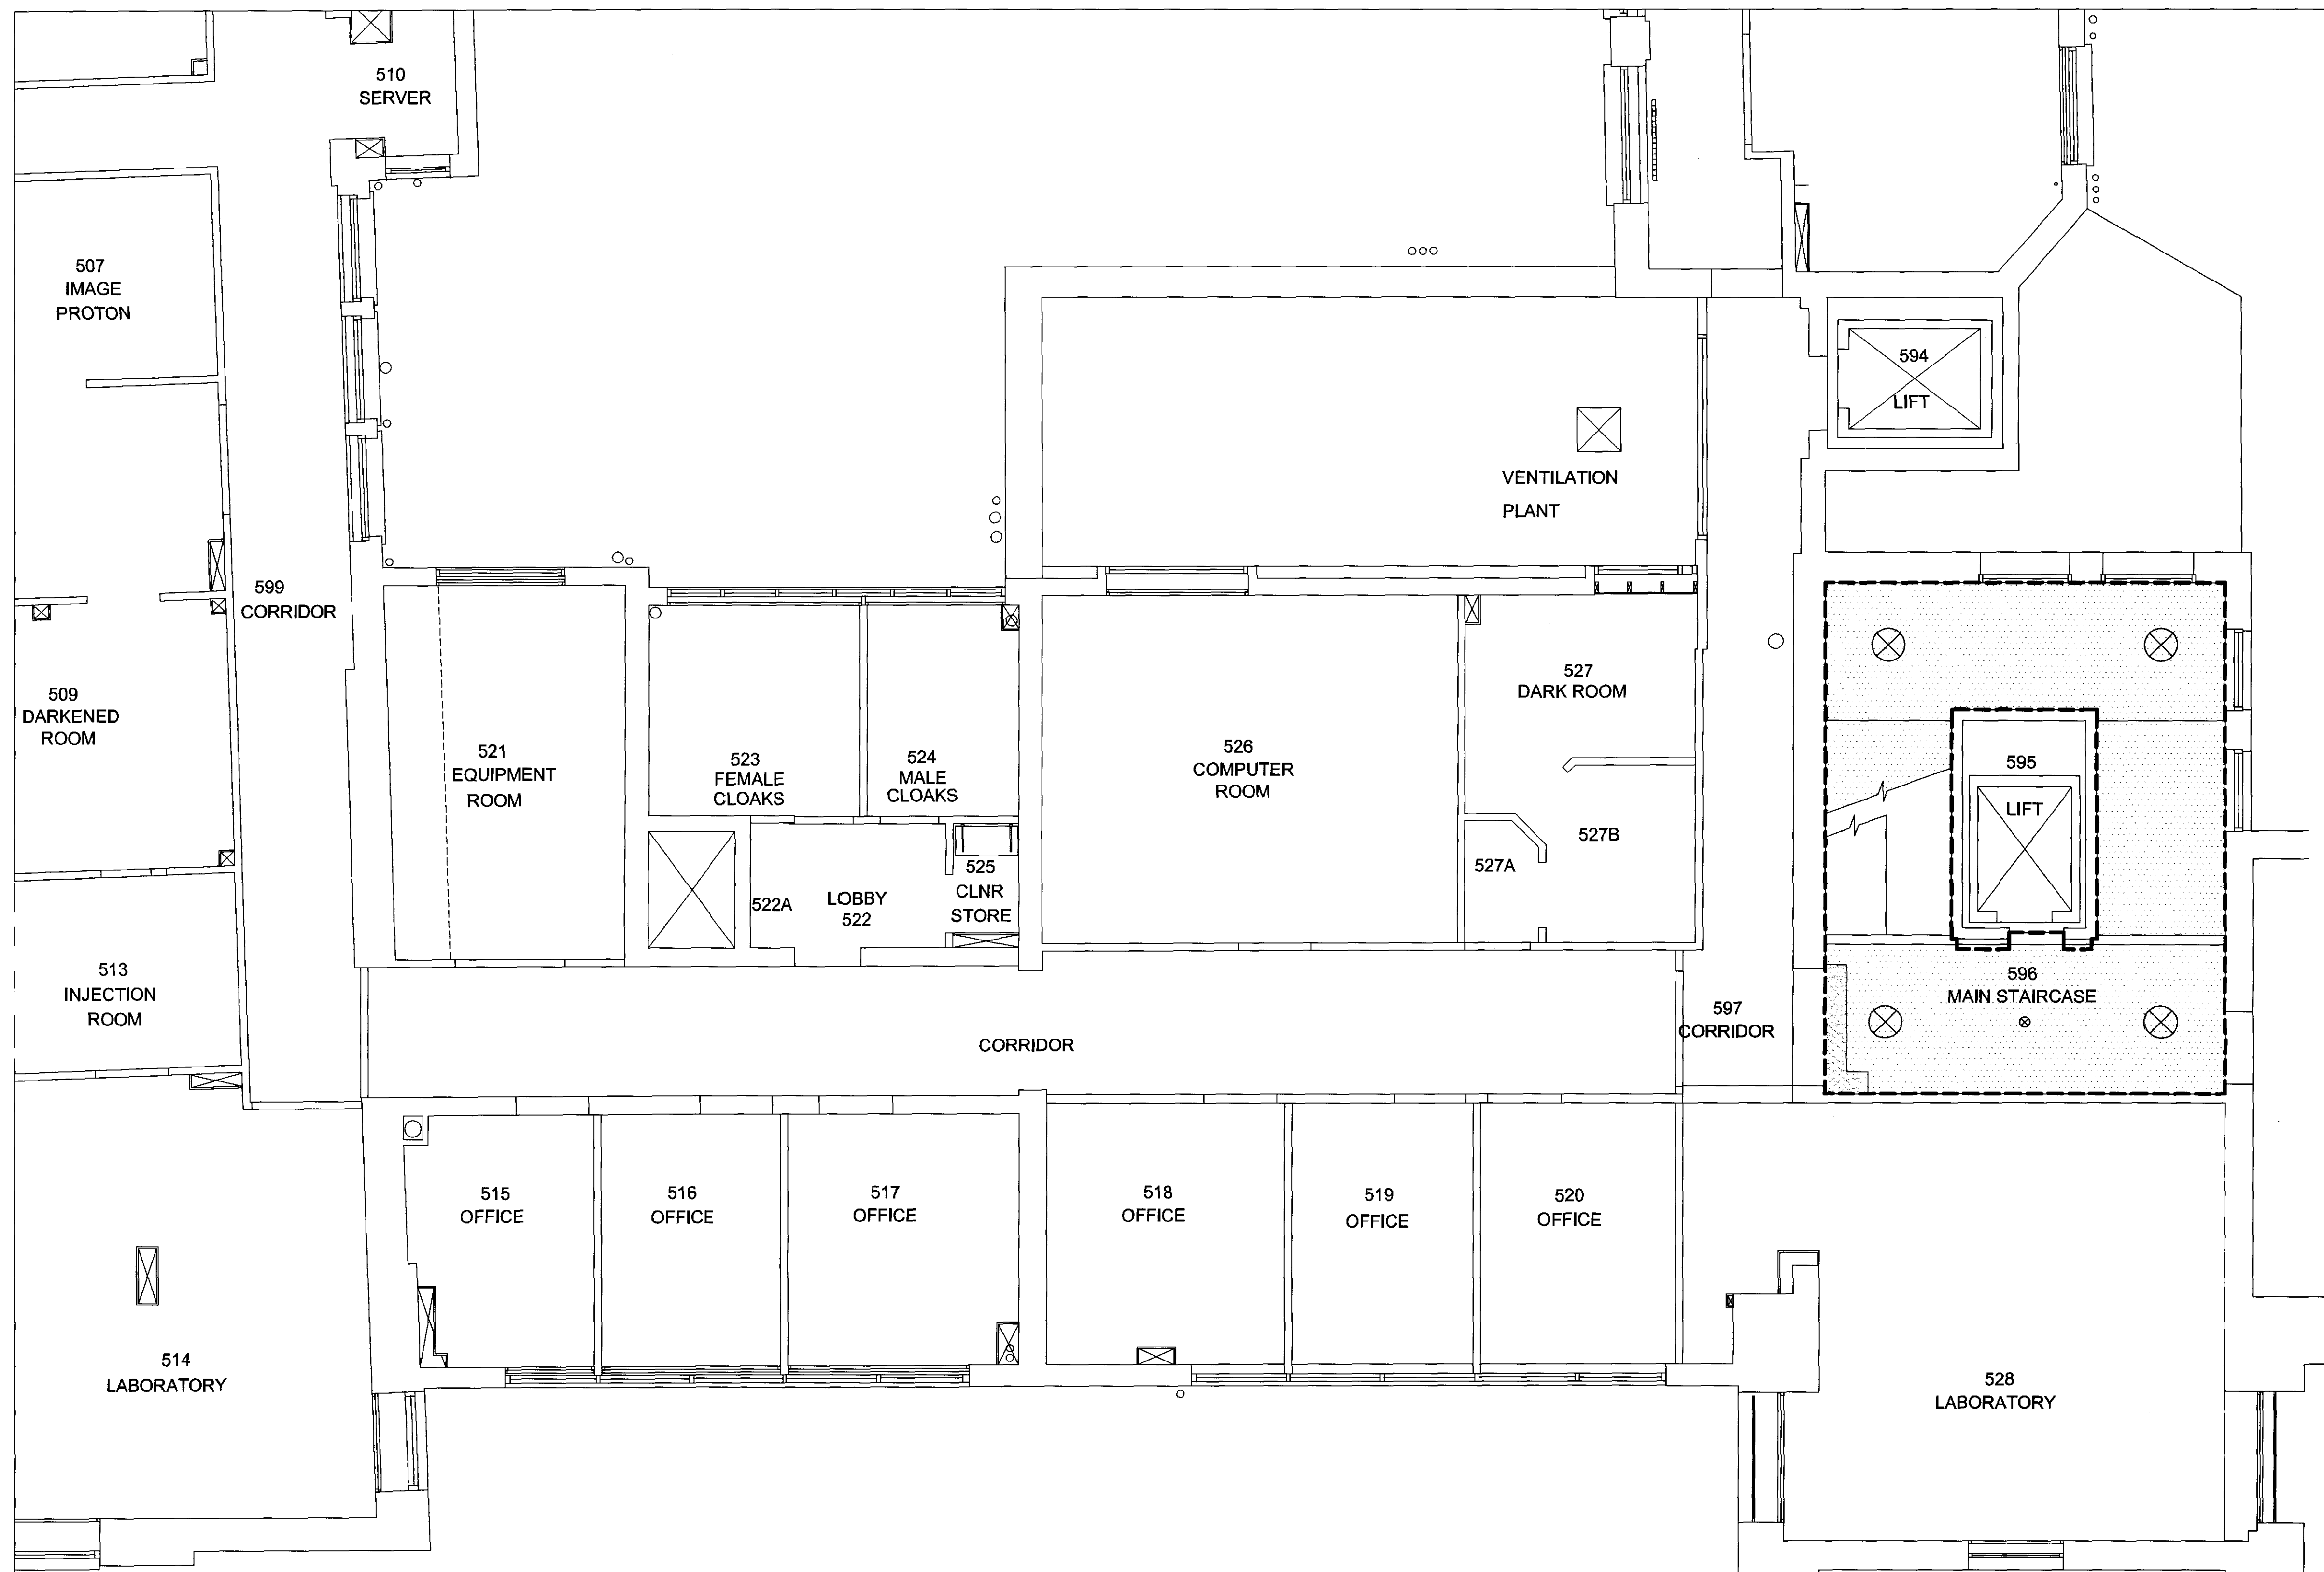 510
SERVER
507
IMAGE
PROTON
594
LIFT
VENTILATION
PLANT
599
CORRIDOR
509
DARKENED
ROOM
521
EQUIPMENT
ROOM
523
FEMALE
CLOAKS
524
MALE
CLOAKS
526
COMPUTER
ROOM
527
DARK ROOM
595
LIFT
527B
527A
525
CLNR
STORE
522A
LOBBY
522
513
INJECTION
ROOM
596
MAIN STAIRCASE
597
CORRIDOR
CORRIDOR
515
OFFICE
516
OFFICE
517
OFFICE
518
OFFICE
519
OFFICE
520
OFFICE
514
LABORATORY
528
LABORATORY